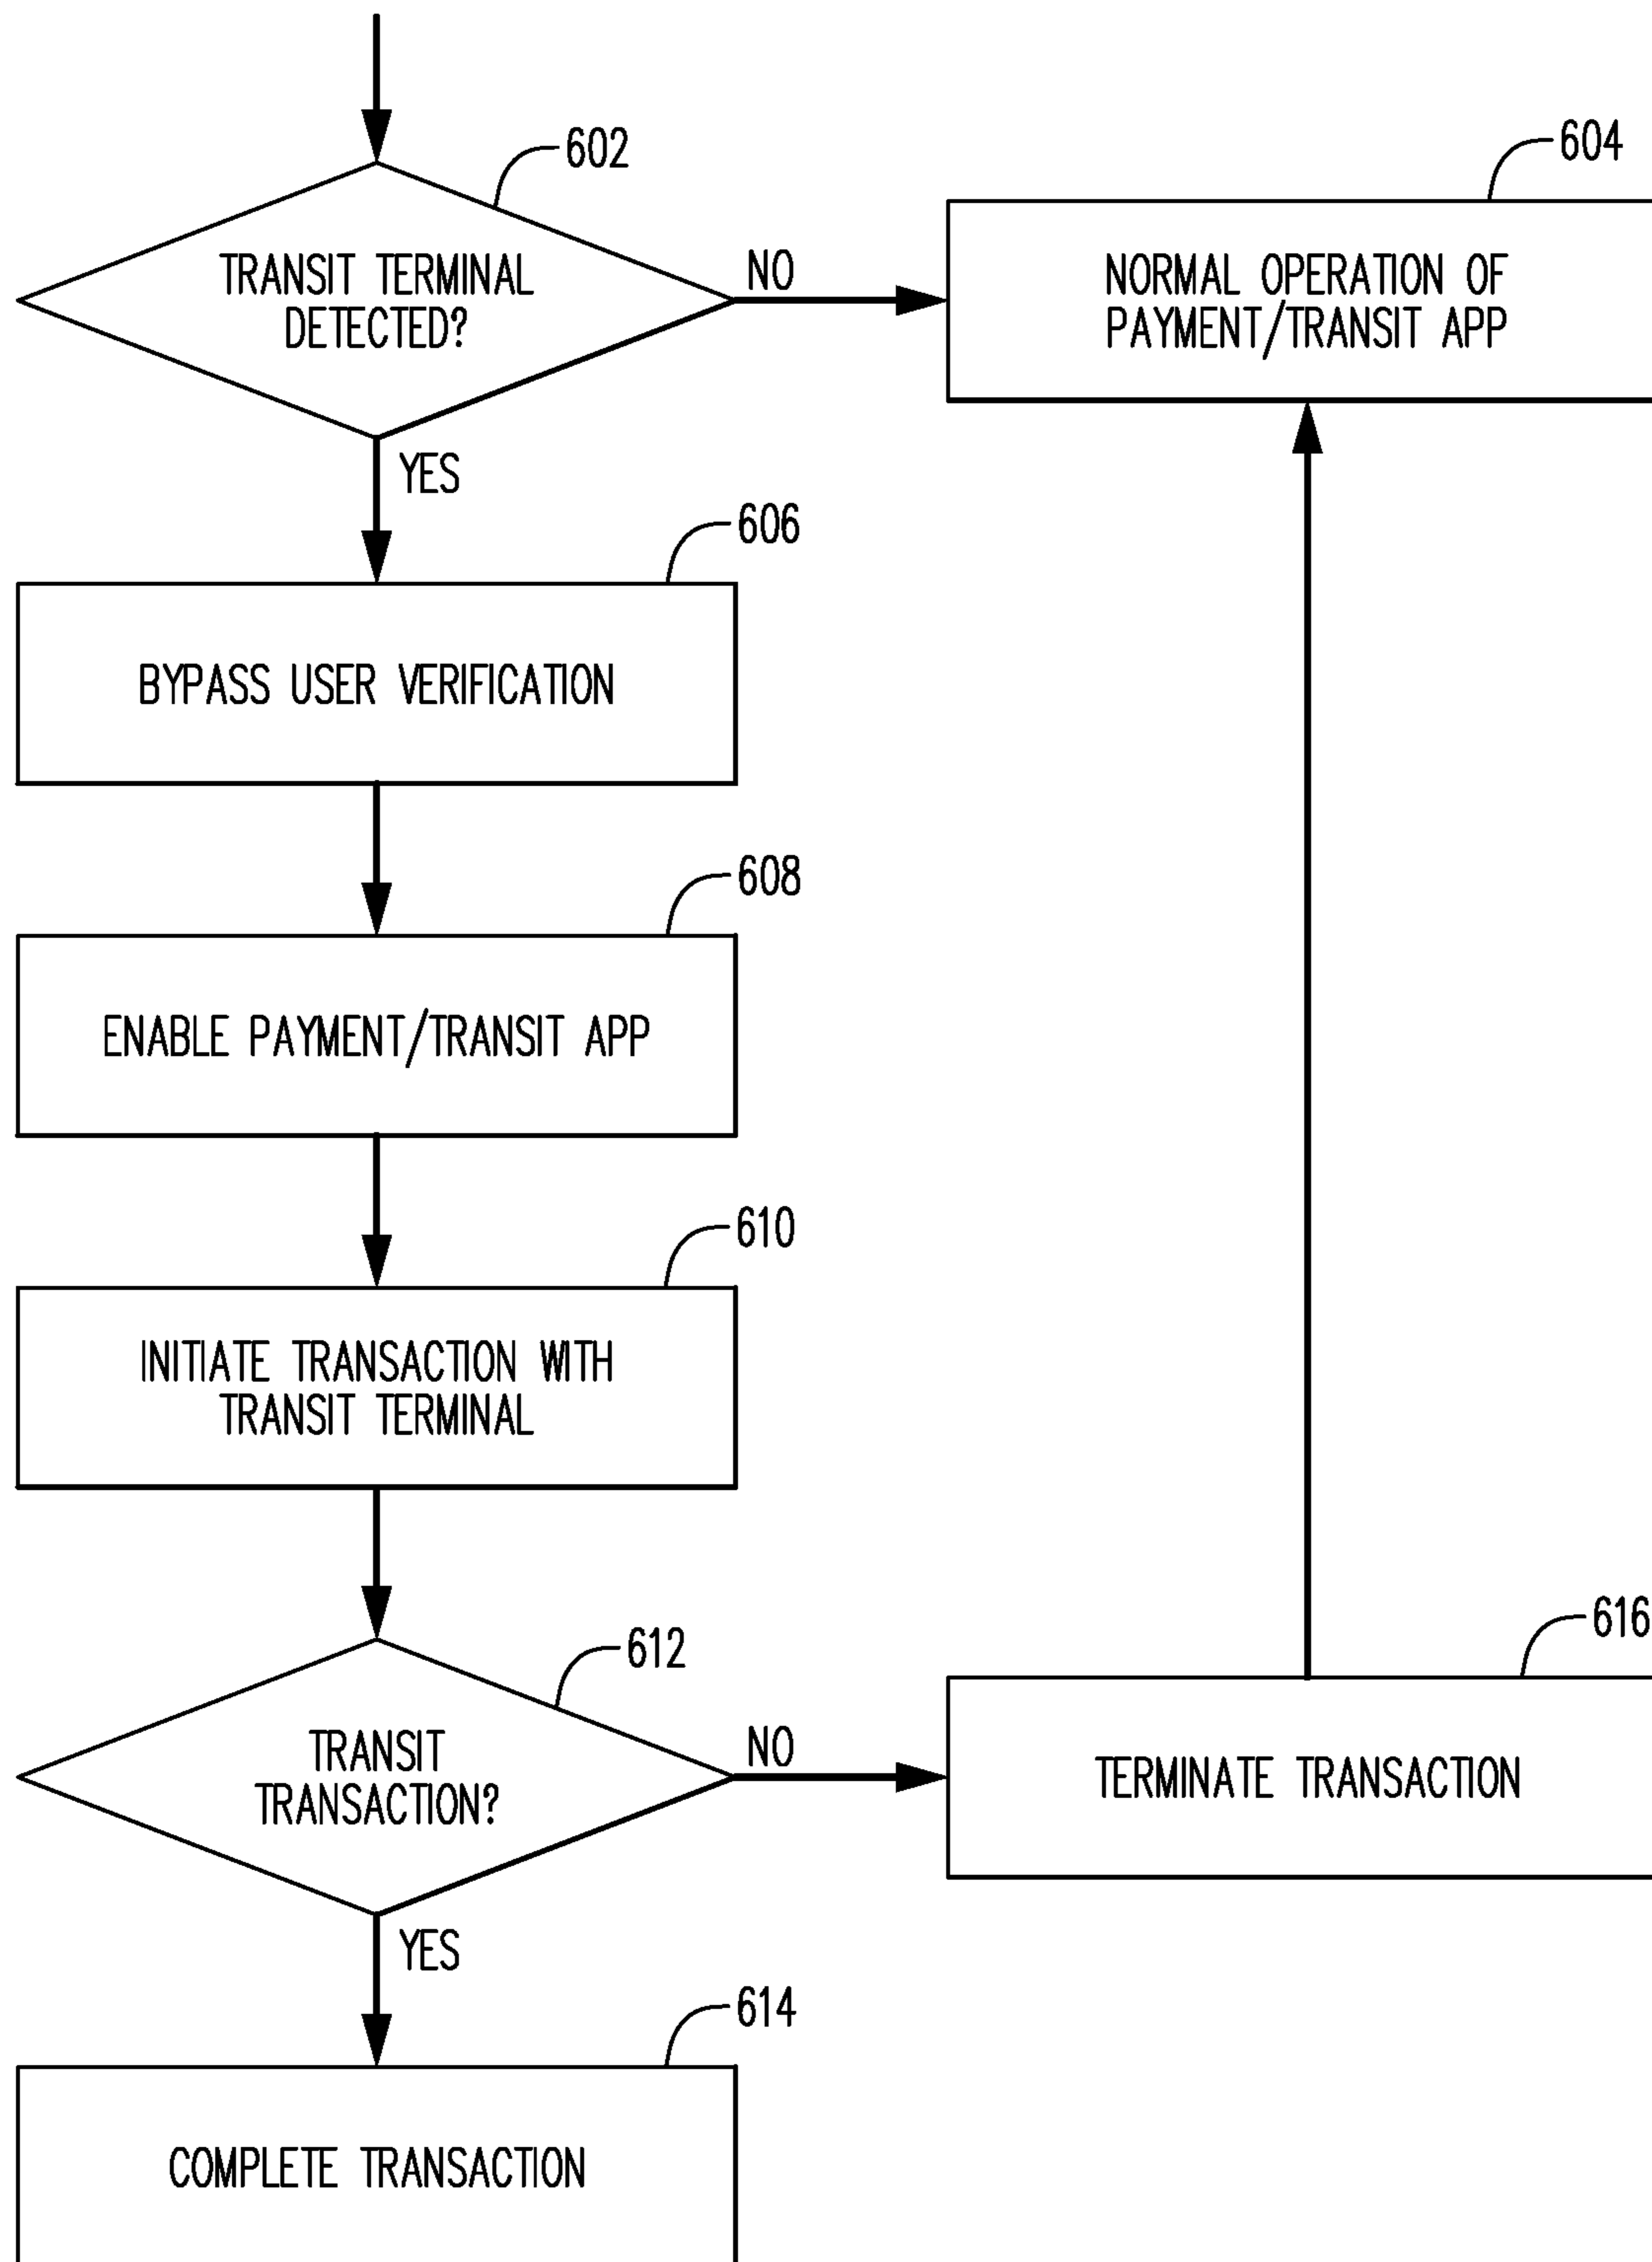 602
604
TRANSIT TERMINAL
DETECTED?
NO
NORMAL OPERATION OF
PAYMENT/TRANSIT APP
YES
606
BYPASS USER VERIFICATION
608
ENABLE PAYMENT/TRANSIT APP
610
INITIATE TRANSACTION WITH
TRANSIT TERMINAL
612
616
TRANSIT
TRANSACTION?
NO
TERMINATE TRANSACTION
YES
614
COMPLETE TRANSACTION